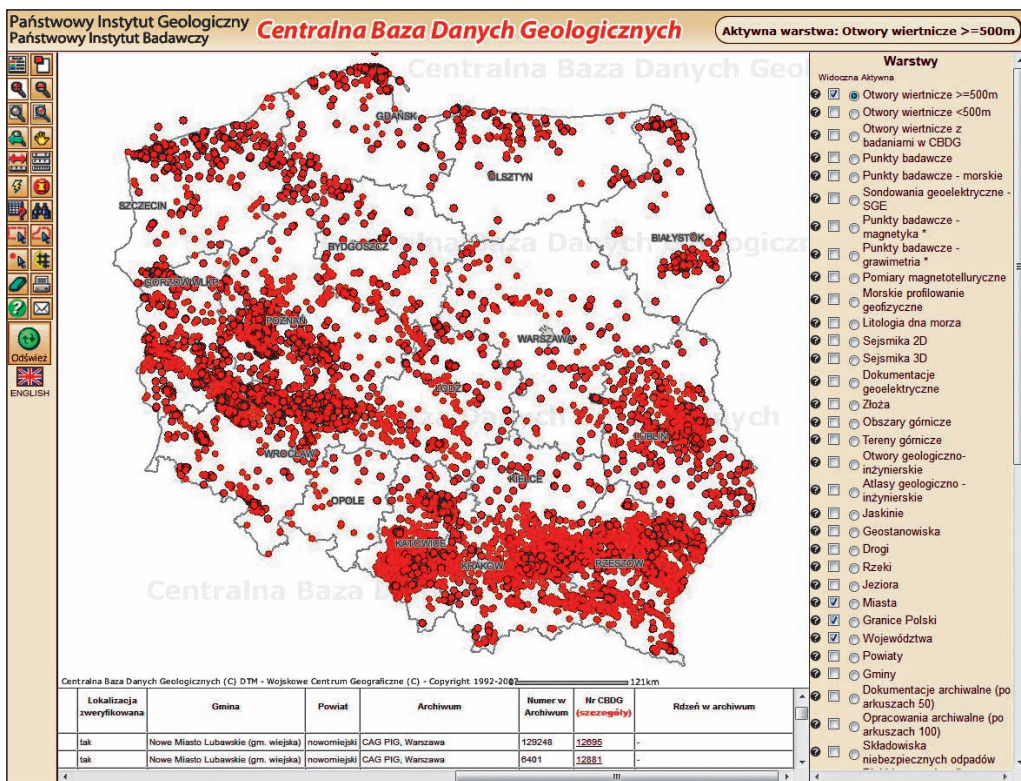 Państwowy Instytut Geologiczny
Państwowy Instytut Badawczy
Centralna Baza Danych Geologicznych
Aktywna warstwa: Otwory wiertnicze >=500m
Odśwież
ENGLISH
Centralna Baza Danych Geo
GDAŃSK
OLSZTYN
SZCZECIN
BYDGOSZCZ
BIAŁYSTOK
lna Baza Danych Geologiczn
GORZÓW WLKP.
POZNAŃ
WARSZAWA
ŁÓDŹ
za Danych
ych
LUBLIN
WROCŁAW
KIELCE
OPOLE
KATOWICE
KRAKÓW
RZESZÓW
Centralna Baza Dan
Centralna Baza Danych Geologicznych (C) DTM - Wojskowe Centrum Geograficzne (C) - Copyright 1992-20
121km
Lokalizacja zweryfikowana
Gmina
Powiat
Archiwum
Numer w Archiwum
Nr CBDG (szczegóły)
Rdzeń w archiwum
tak Nowe Miasto Lubawskie (gm. wiejska) nowomiejski CAG PIG, Warszawa 129248 12695 -
tak Nowe Miasto Lubawskie (gm. wiejska) nowomiejski CAG PIG, Warszawa 6401 12881 -
Warstwy
Widoczna Aktywna
Otwory wiertnicze >=500m
Otwory wiertnicze <500m
Otwory wiertnicze z
badaniami w CBDG
Punkty badawcze
Punkty badawcze - morskie
Sondowania geoelektryczne -
SGE
Punkty badawcze -
magnetyka *
Punkty badawcze -
grawimetria *
Pomiary magnetotelluryczne
Morskie profilowanie
geofizyczne
Litologia dna morza
Sejsmika 2D
Sejsmika 3D
Dokumentacje
geoelektryczne
Złoża
Obszary górnicze
Tereny górnicze
Otwory geologiczno-
inżynierskie
Atlasy geologiczno -
inżynierskie
Jaskinie
Geostanowiska
Drogi
Rzeki
Jeziora
Miasta
Granice Polski
Województwa
Powiaty
Gminy
Dokumentacje archiwalne (po
arkuszach 50)
Opracowania archiwalne (po
arkuszach 100)
Składowiska
niebezpiecznych odpadów